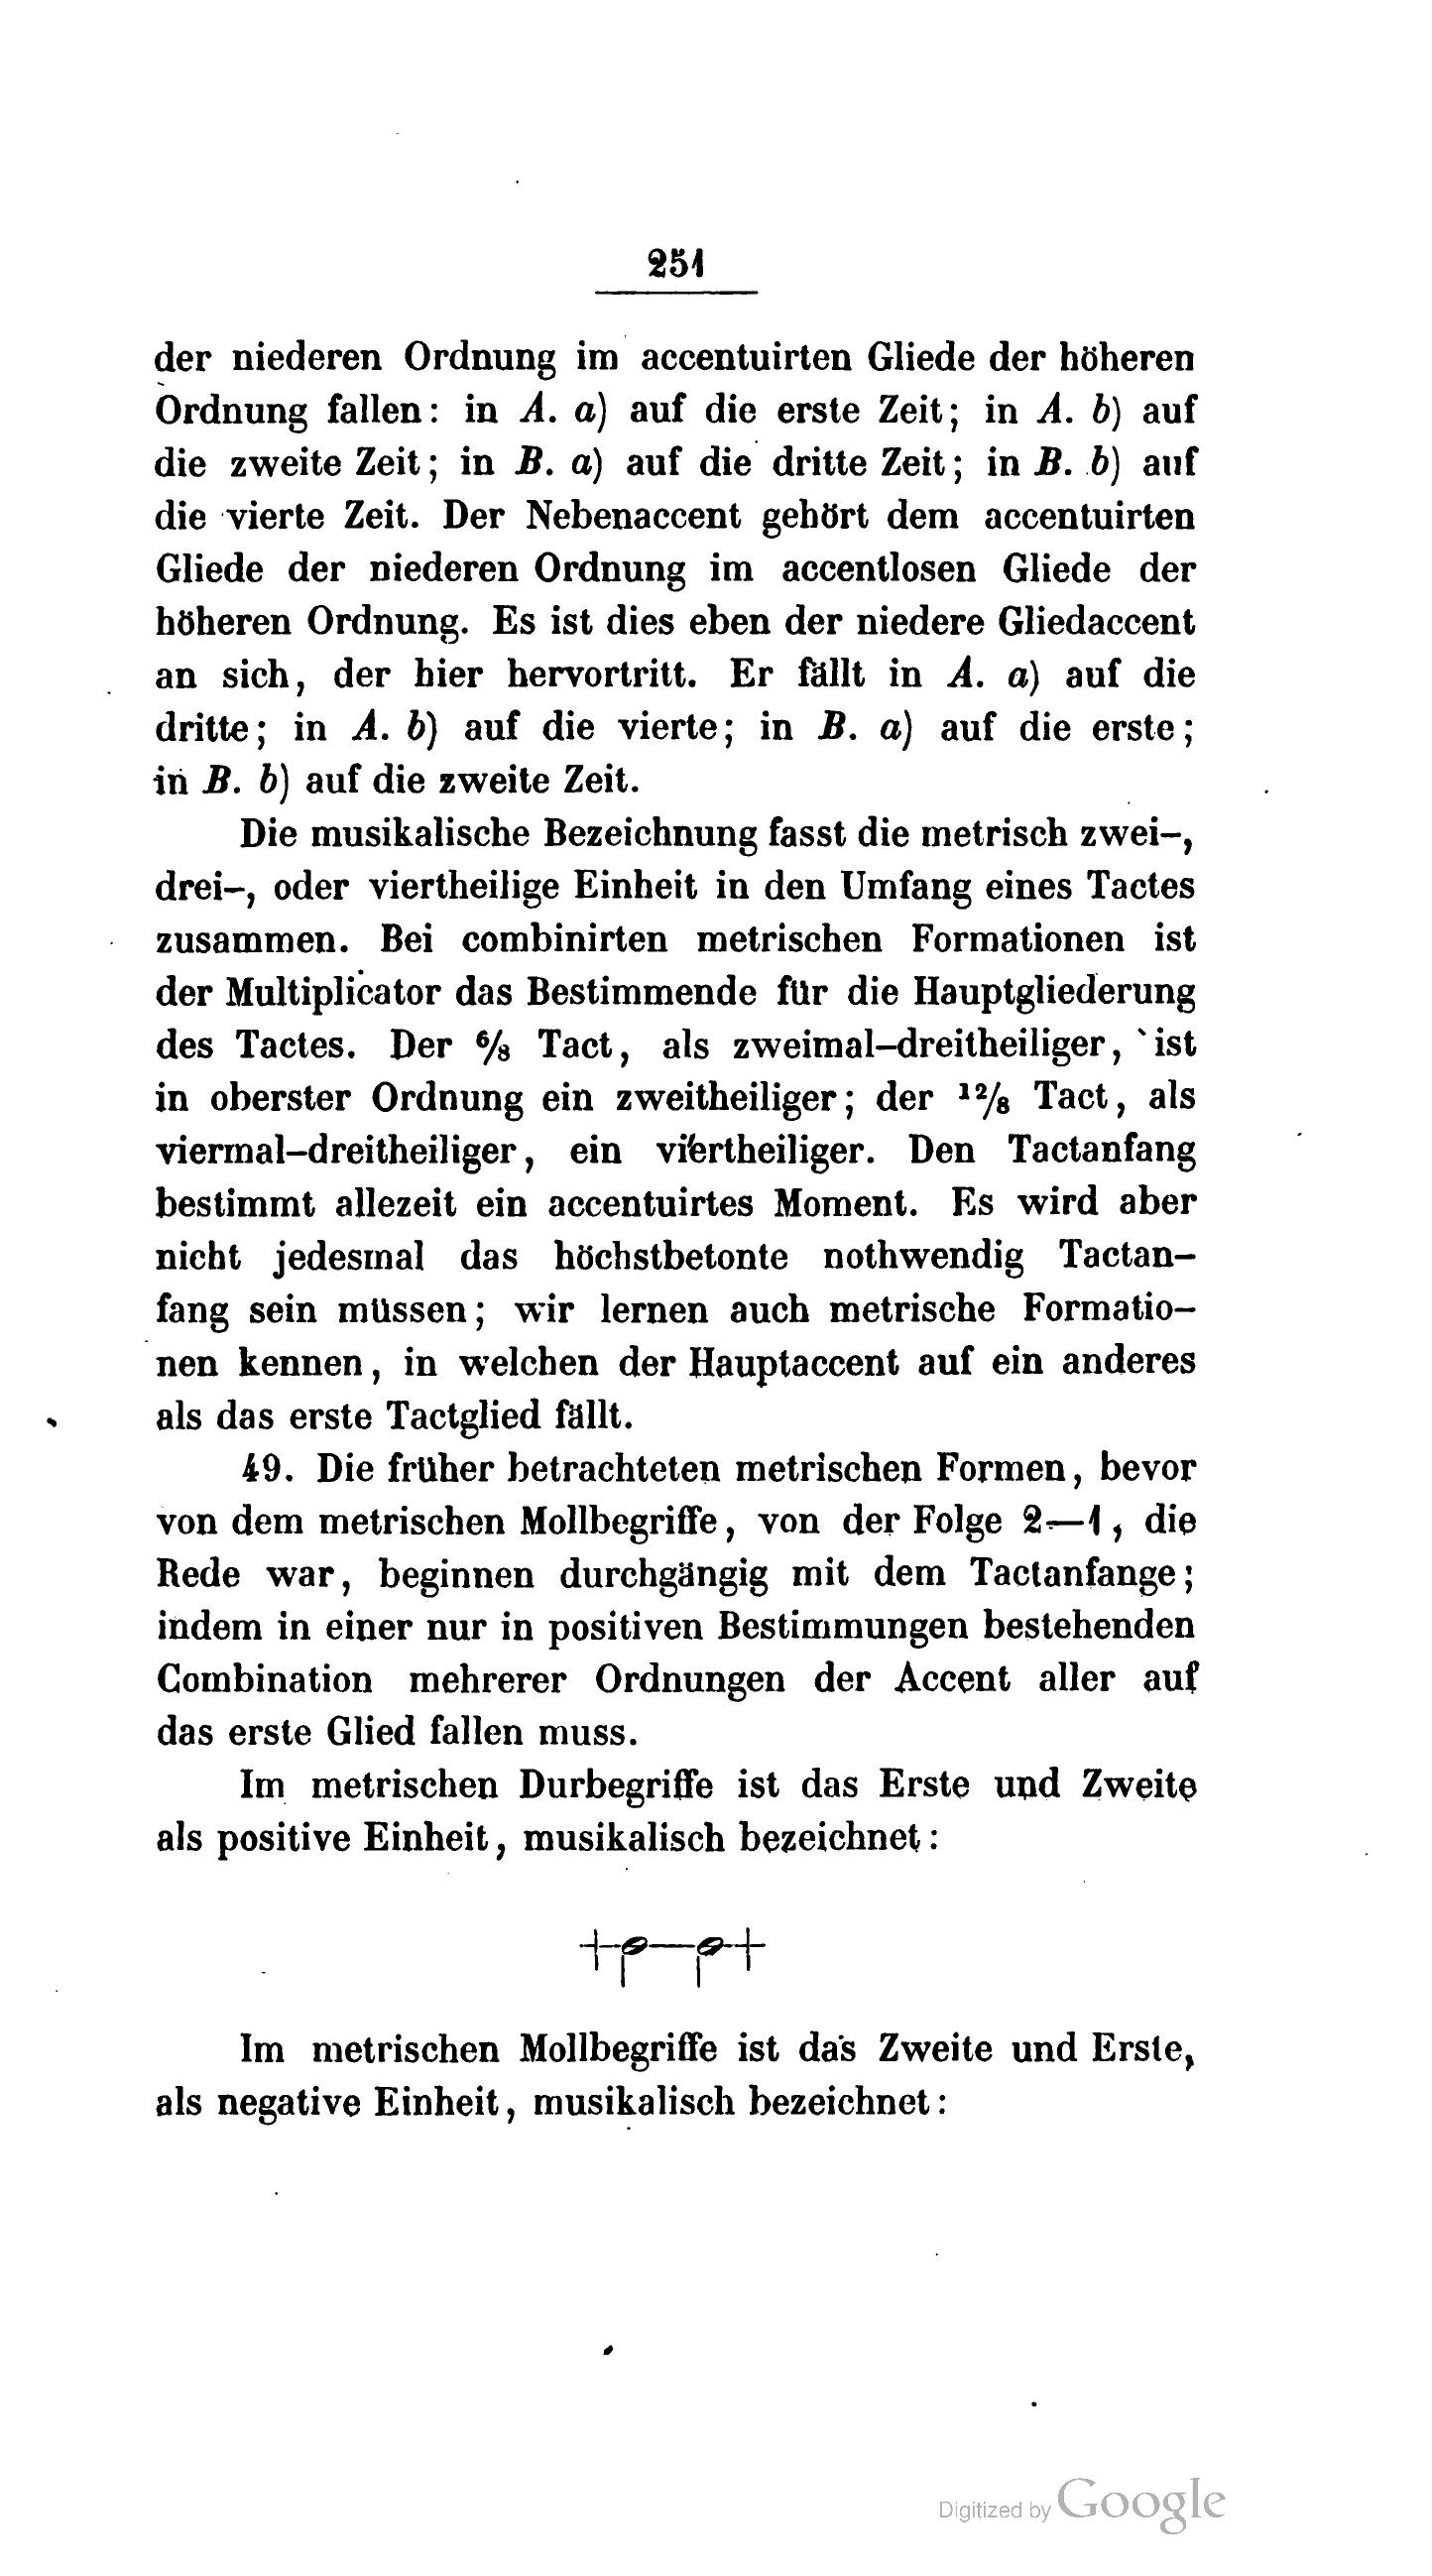 251
der niederen Ordnung im accentuirten Gliede der höheren
Ordnung fallen: in A. a) auf die erste Zeit; in A. b) auf
die zweite Zeit; in B. a) auf die dritte Zeit; in B. b) auf
die vierte Zeit. Der Nebenaccent gehört dem accentuirten
Gliede der niederen Ordnung im accentlosen Gliede der
höheren Ordnung. Es ist dies eben der niedere Gliedaccent
an sich, der hier hervortritt. Er fällt in A. a) auf die
dritte; in A. b) auf die vierte; in B. a) auf die erste;
in B. b) auf die zweite Zeit.
Die musikalische Bezeichnung fasst die metrisch zwei-,
drei-, oder viertheilige Einheit in den Umfang eines Tactes
zusammen. Bei combinirten metrischen Formationen ist
der Multiplicator das Bestimmende für die Hauptgliederung
des Tactes. Der 6/8 Tact, als zweimal-dreitheiliger, ist
in oberster Ordnung ein zweitheiliger; der 12/8 Tact, als
viermal-dreitheiliger, ein viertheiliger. Den Tactanfang
bestimmt allezeit ein accentuirtes Moment. Es wird aber
nicht jedesmal das höchstbetonte nothwendig Tactan-
fang sein müssen; wir lernen auch metrische Formatio-
nen kennen, in welchen der Hauptaccent auf ein anderes
als das erste Tactglied fällt.
49. Die früher betrachteten metrischen Formen, bevor
von dem metrischen Mollbegriffe, von der Folge 2—1, die
Rede war, beginnen durchgängig mit dem Tactanfange;
indem in einer nur in positiven Bestimmungen bestehenden
Combination mehrerer Ordnungen der Accent aller auf
das erste Glied fallen muss.
Im metrischen Durbegriffe ist das Erste und Zweite
als positive Einheit, musikalisch bezeichnet:
Im metrischen Mollbegriffe ist das Zweite und Erste,
als negative Einheit, musikalisch bezeichnet:
Digitized by Google